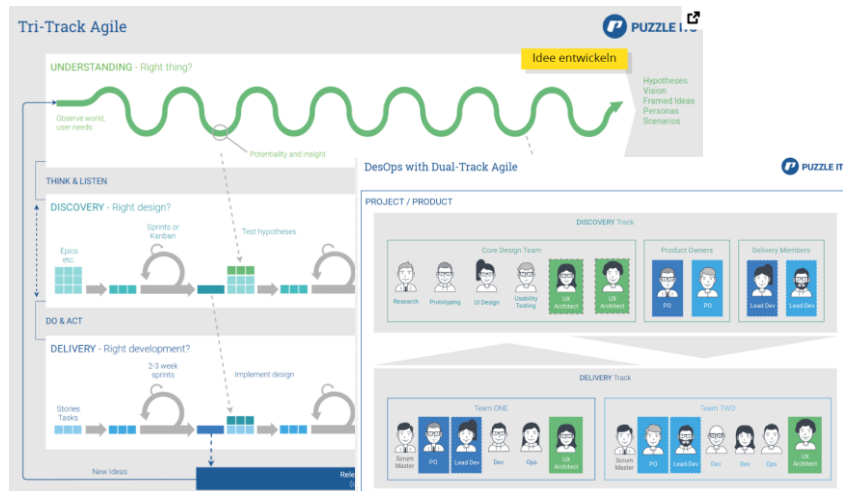 Tri-Track Agile
PUZZLE
Idee entwickeln
UNDERSTANDING - Right thing?
Observe world,
user needs
Potentiality and insight
Hypotheses
Vision
Framed Ideas
Personas
Scenarios
THINK & LISTEN
DISCOVERY - Right design?
Epics
etc.
Sprints or
Kanban
Test hypotheses
DO & ACT
DELIVERY - Right development?
Stories
Tasks
2-3 week
sprints
Implement design
New Ideas
Rele
DesOps with Dual-Track Agile
PUZZLE IT
PROJECT / PRODUCT
DISCOVERY Track
Core Design Team
Research
Prototyping
UI Design
Usability
Testing
UX
Architect
UX
Architect
Product Owners
PO
PO
Delivery Members
Lead Dev
Lead Dev
DELIVERY Track
Team ONE
Scrum
Master
PO
Lead Dev
Dev
Ops
UX
Architect
Team TWO
Scrum
Master
PO
Lead Dev
Dev
Dev
Ops
UX
Architect